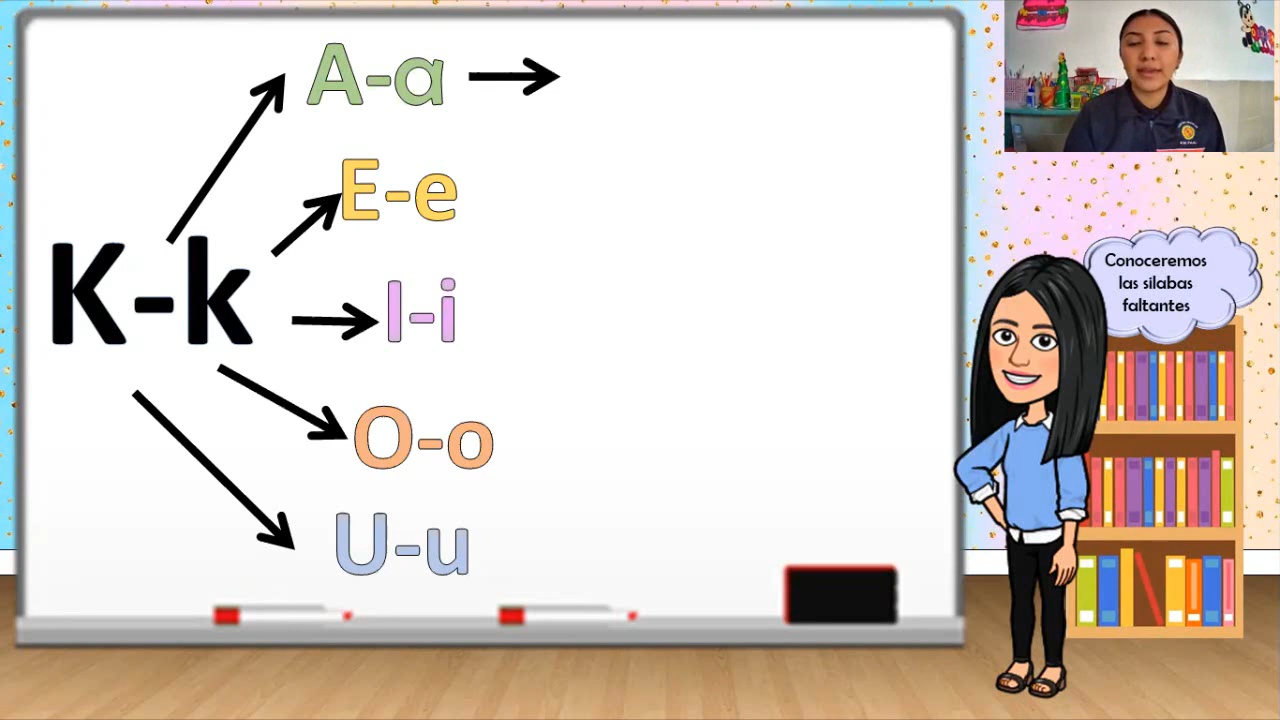 A-a
E-e
K-k
I-i
O-o
U-u
Conoceremos
las silabas
faltantes